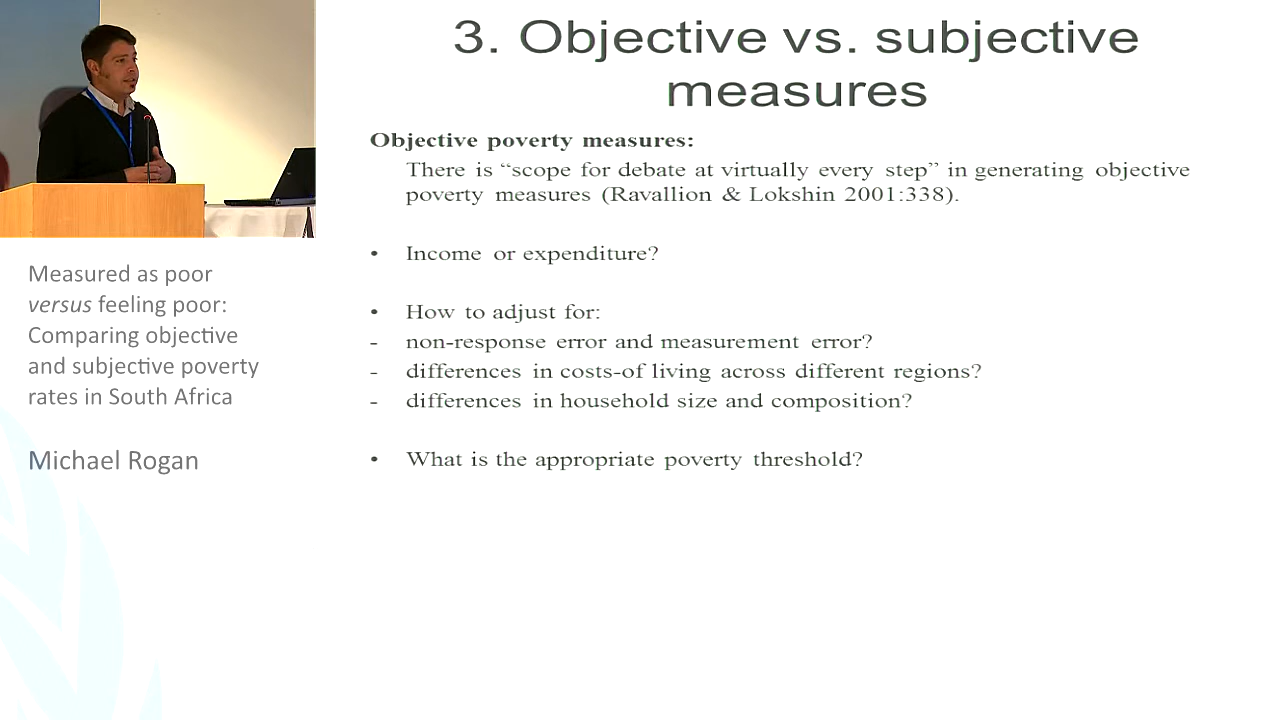 3. Objective vs. subjective
measures
Objective poverty measures:
There is “scope for debate at virtually every step” in generating objective
poverty measures (Ravallion & Lokshin 2001:338).
• Income or expenditure?
• How to adjust for:
- non-response error and measurement error?
- differences in costs-of living across different regions?
- differences in household size and composition?
• What is the appropriate poverty threshold?
Measured as poor
versus feeling poor:
Comparing objective
and subjective poverty
rates in South Africa
Michael Rogan